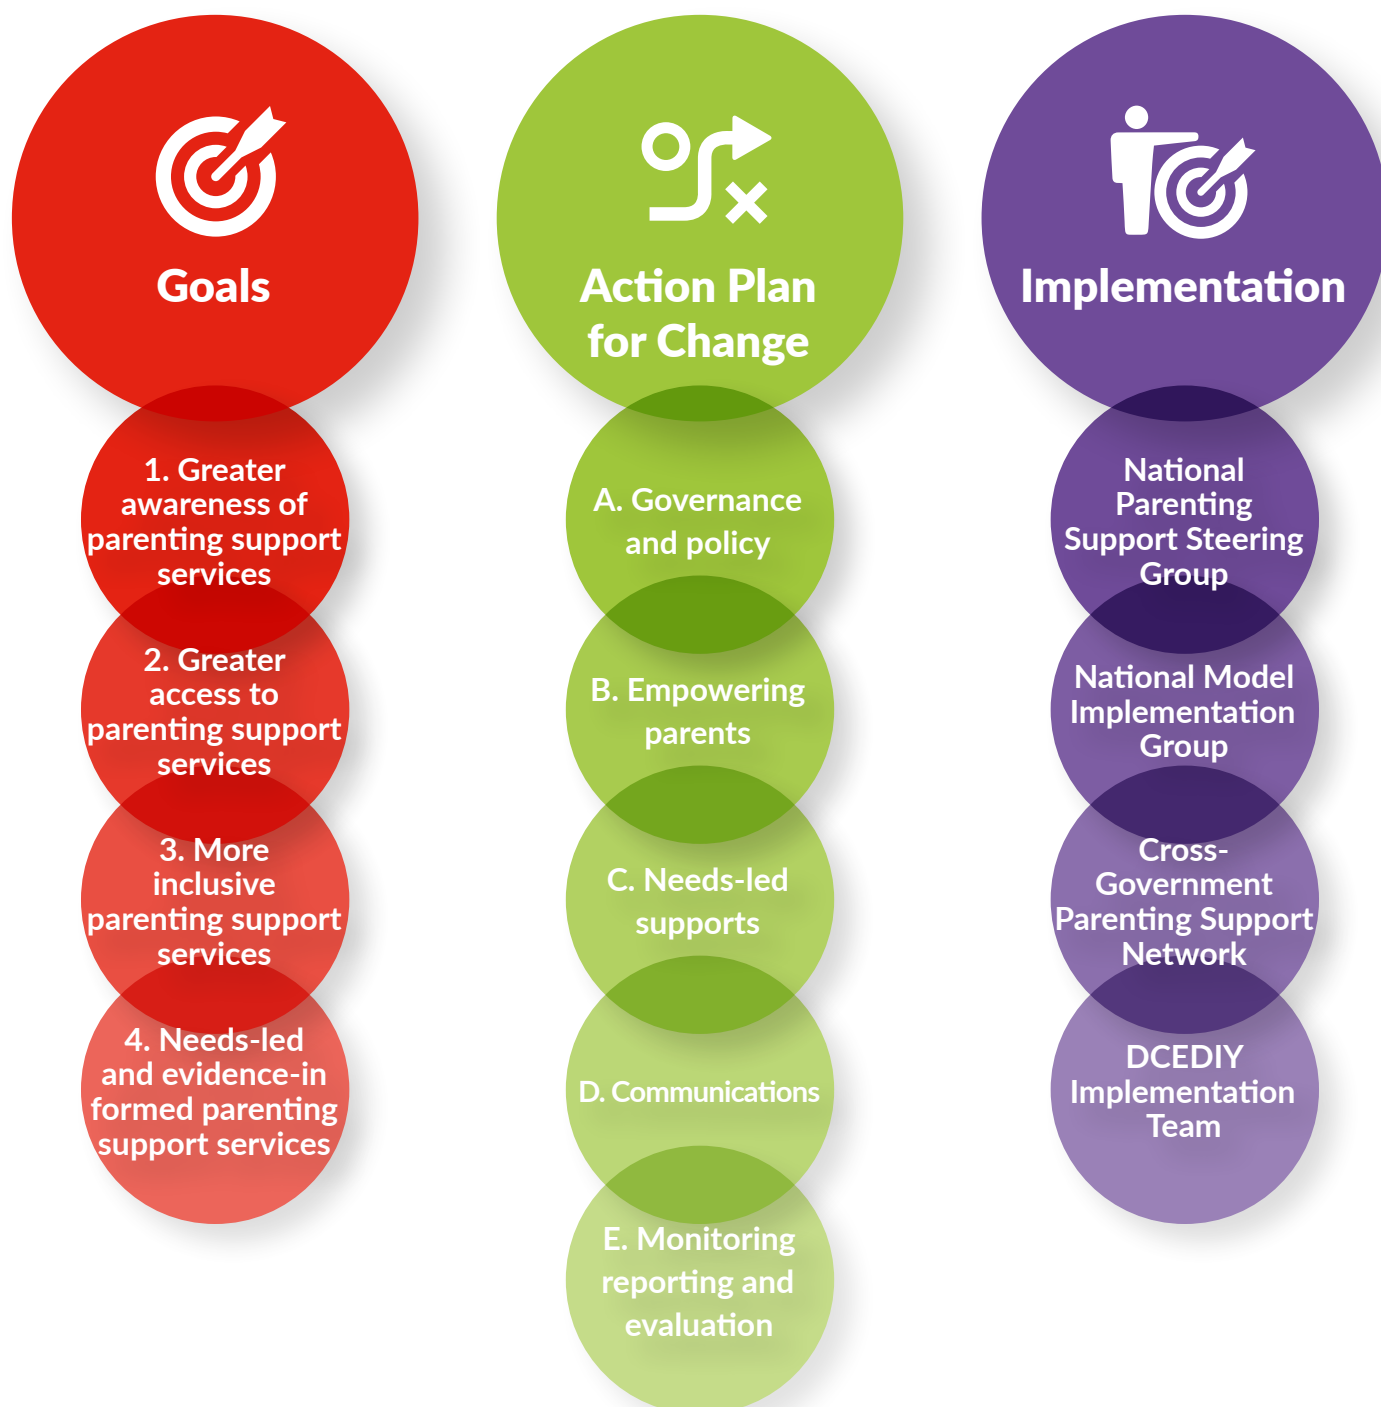 Goals
1. Greater
awareness of
parenting support
services
2. Greater
access to
parenting support
services
3. More
inclusive
parenting support
services
4. Needs-led
and evidence-in
formed parenting
support services
Action Plan
for Change
A. Governance
and policy
B. Empowering
parents
C. Needs-led
supports
D. Communications
E. Monitoring
reporting and
evaluation
Implementation
National
Parenting
Support Steering
Group
National Model
Implementation
Group
Cross-
Government
Parenting Support
Network
DCEDIY
Implementation
Team